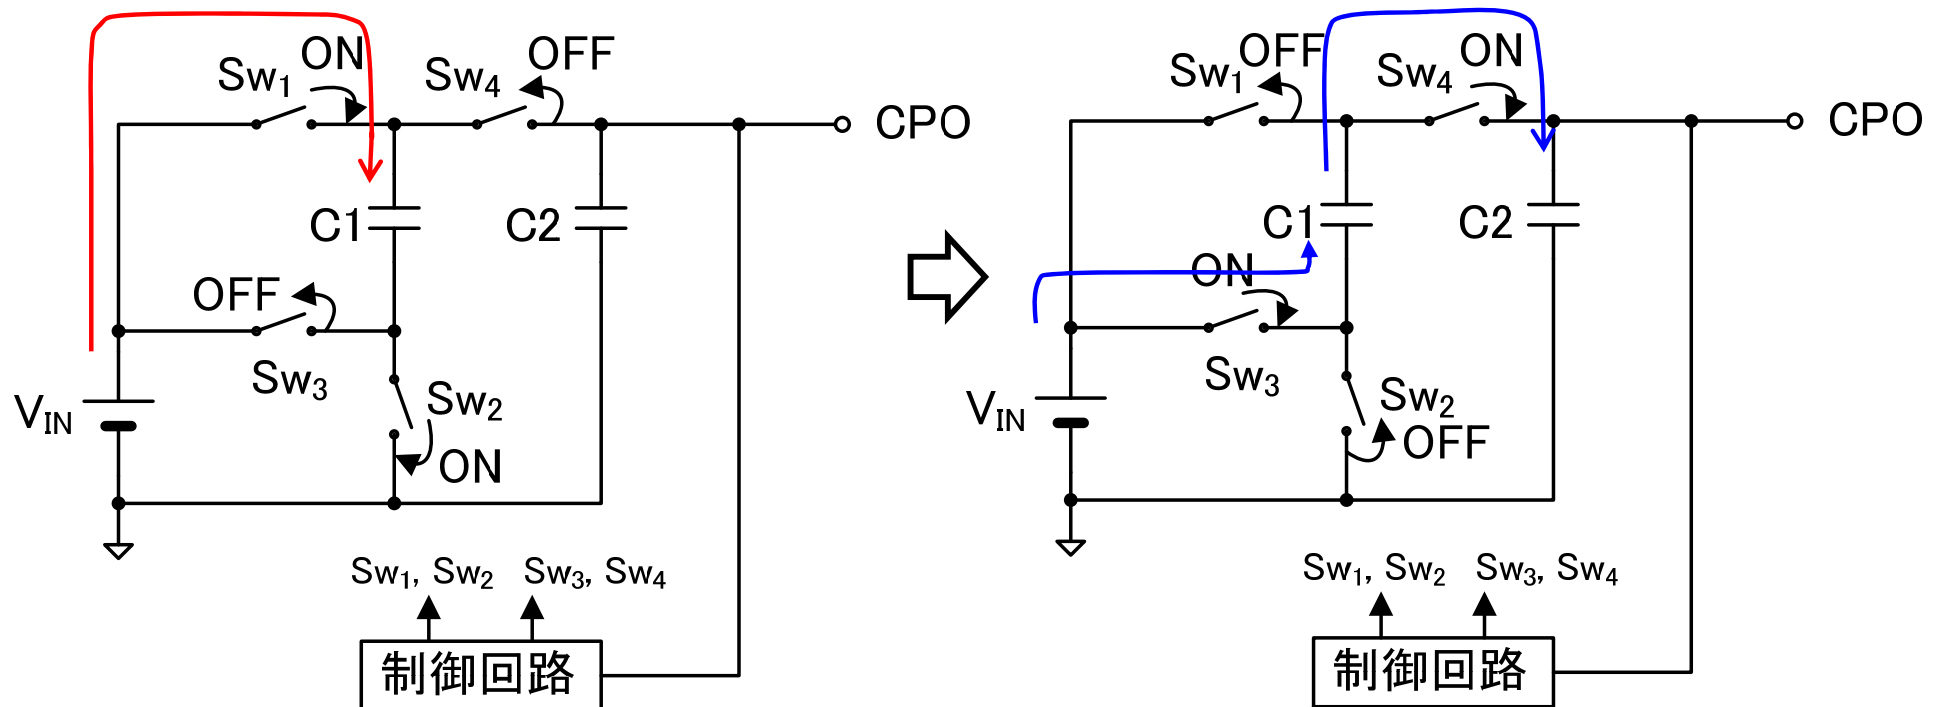 ON
OFF
Sw1
Sw4
CPO
C1
C2
OFF
Sw3
Sw2
VIN
ON
Sw1, Sw2
Sw3, Sw4
制御回路
OFF
ON
Sw1
Sw4
CPO
C1
C2
ON
Sw3
Sw2
VIN
OFF
Sw1, Sw2
Sw3, Sw4
制御回路